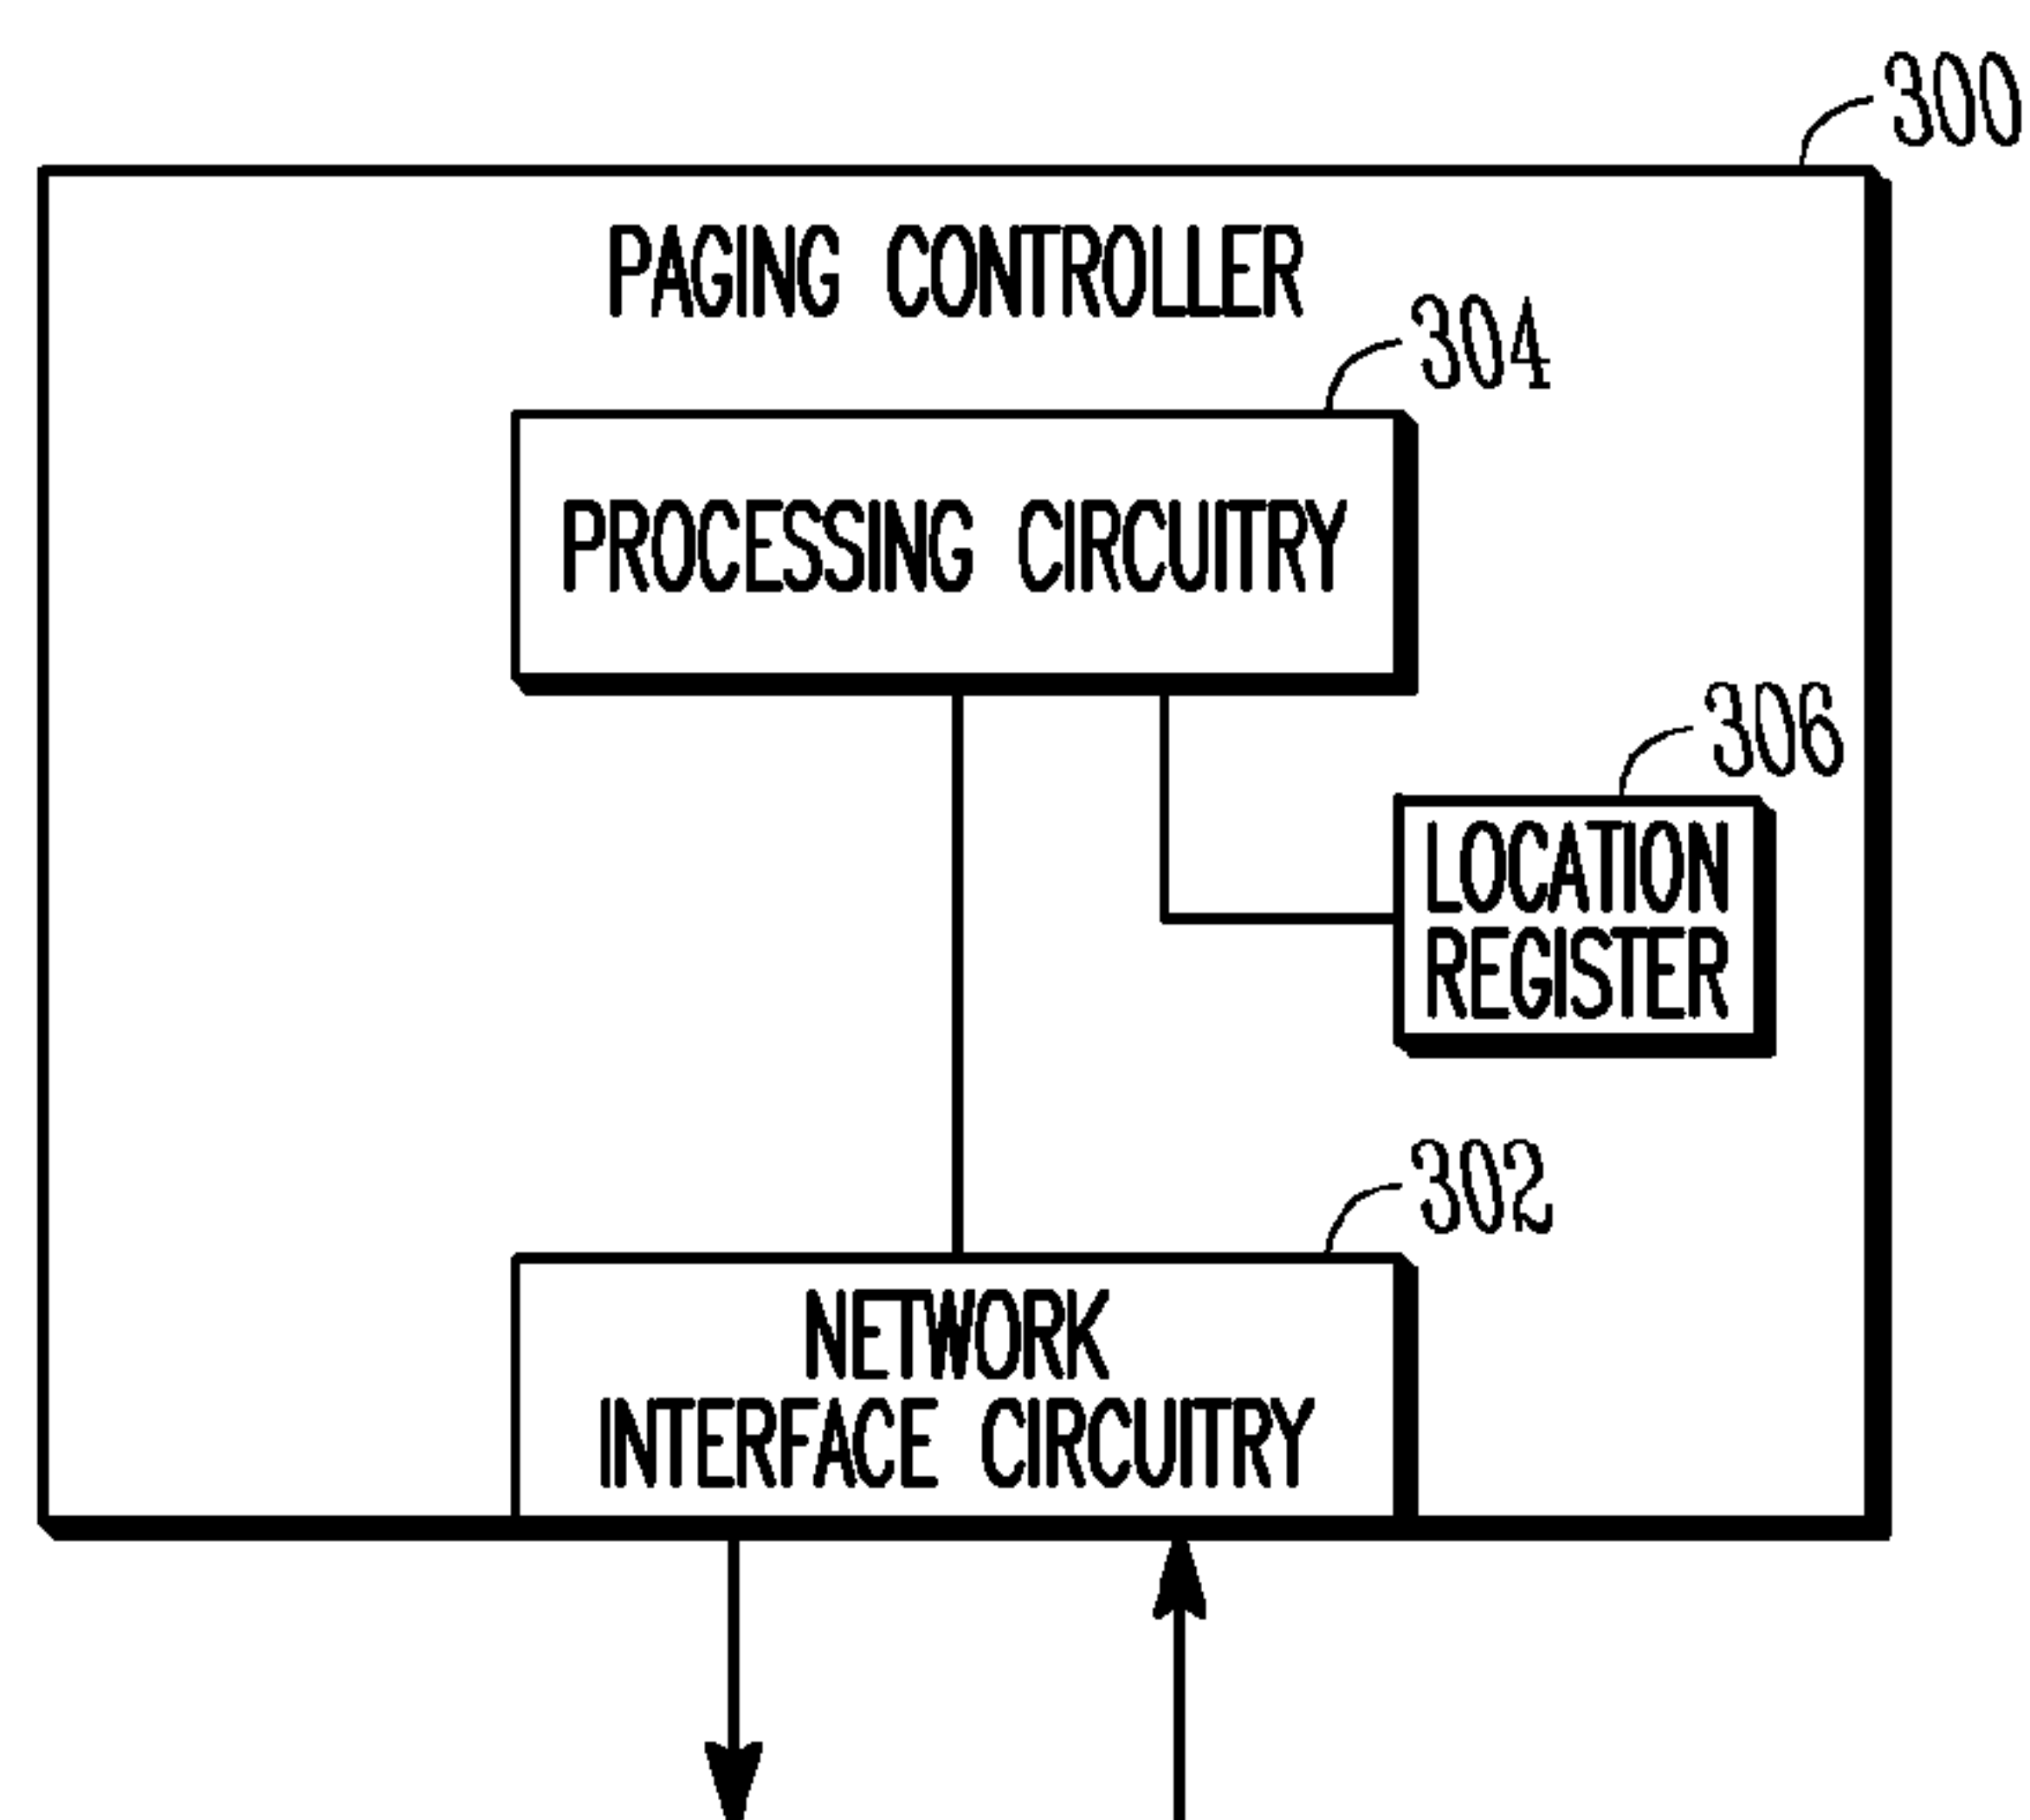 300
PAGING CONTROLLER
304
PROCESSING CIRCUITRY
306
LOCATION
REGISTER
302
NETWORK
INTERFACE CIRCUITRY